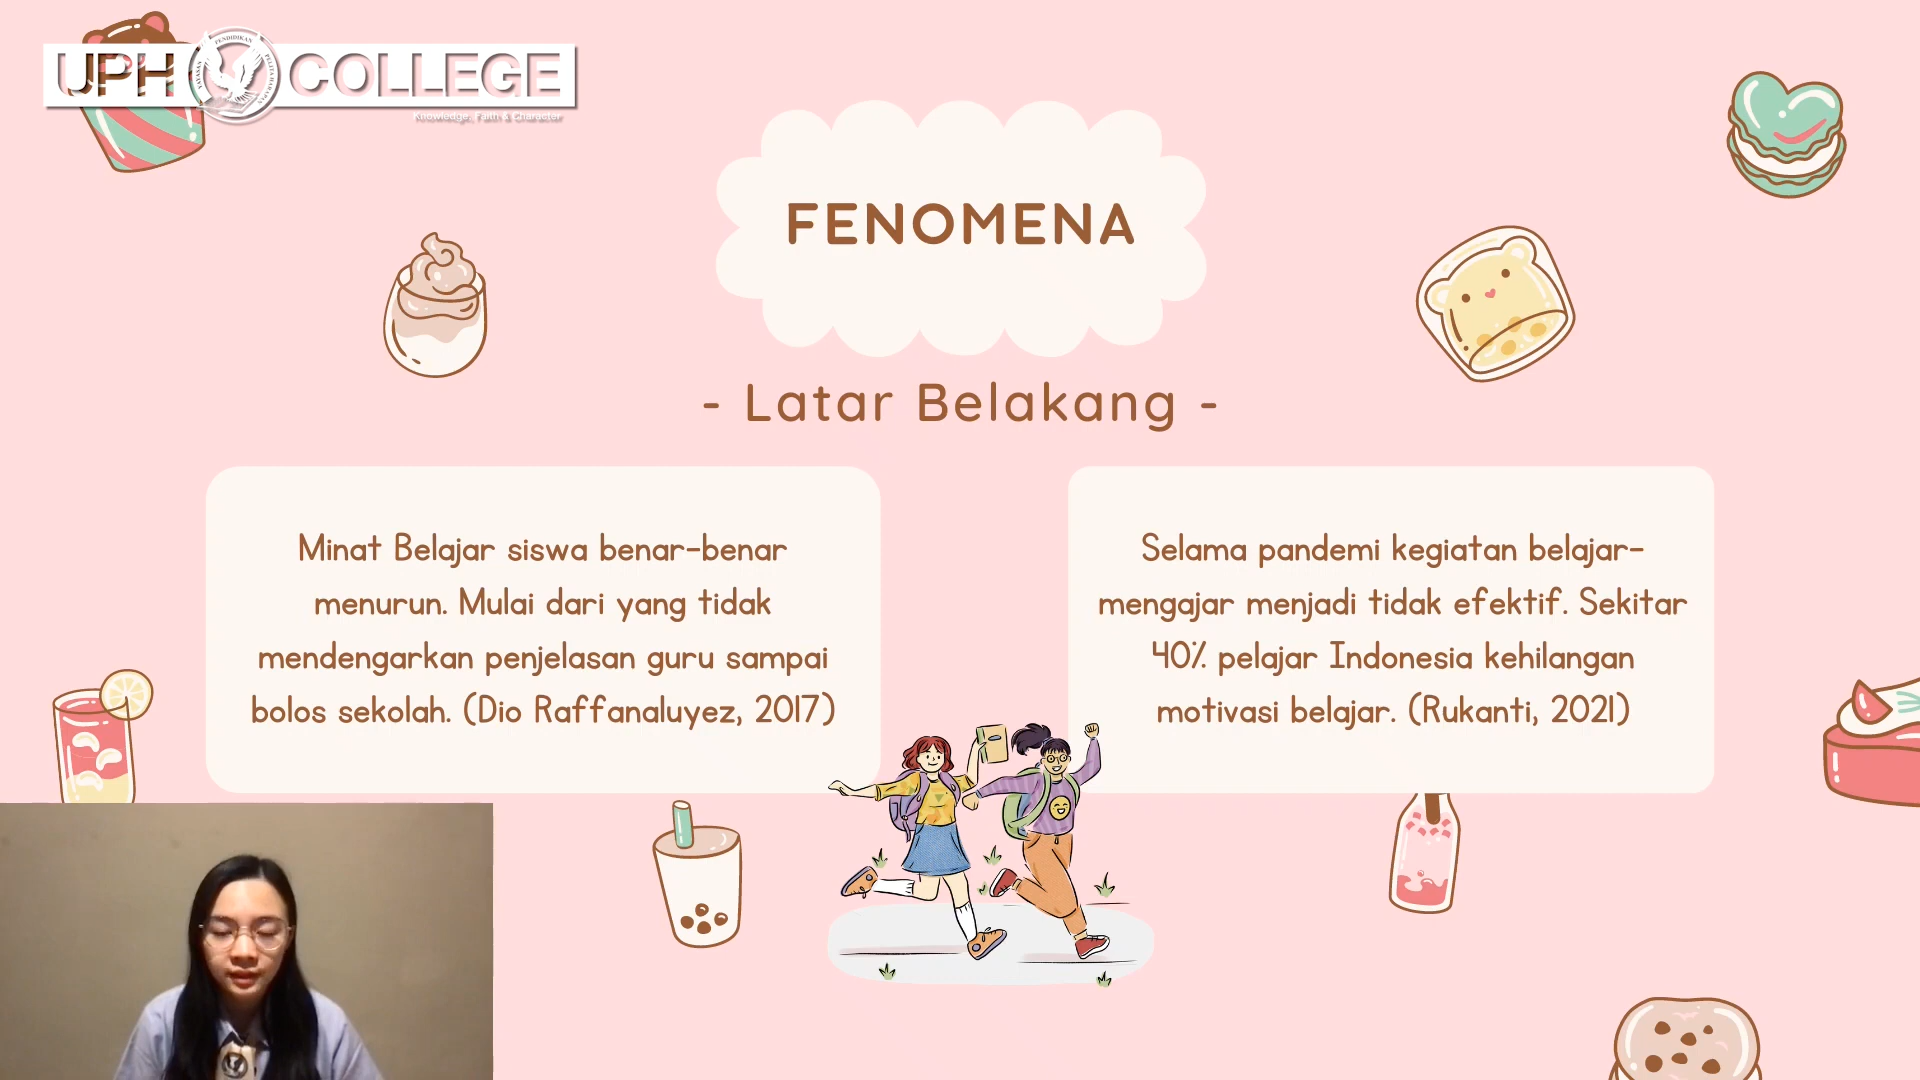 UPH COLLEGE
Knowledge, Faith & Character
FENOMENA
- Latar Belakang -
Minat Belajar siswa benar-benar
menurun. Mulai dari yang tidak
mendengarkan penjelasan guru sampai
bolos sekolah. (Dio Raffanaluyez, 2017)
Selama pandemi kegiatan belajar-
mengajar menjadi tidak efektif. Sekitar
40% pelajar Indonesia kehilangan
motivasi belajar. (Rukanti, 2021)